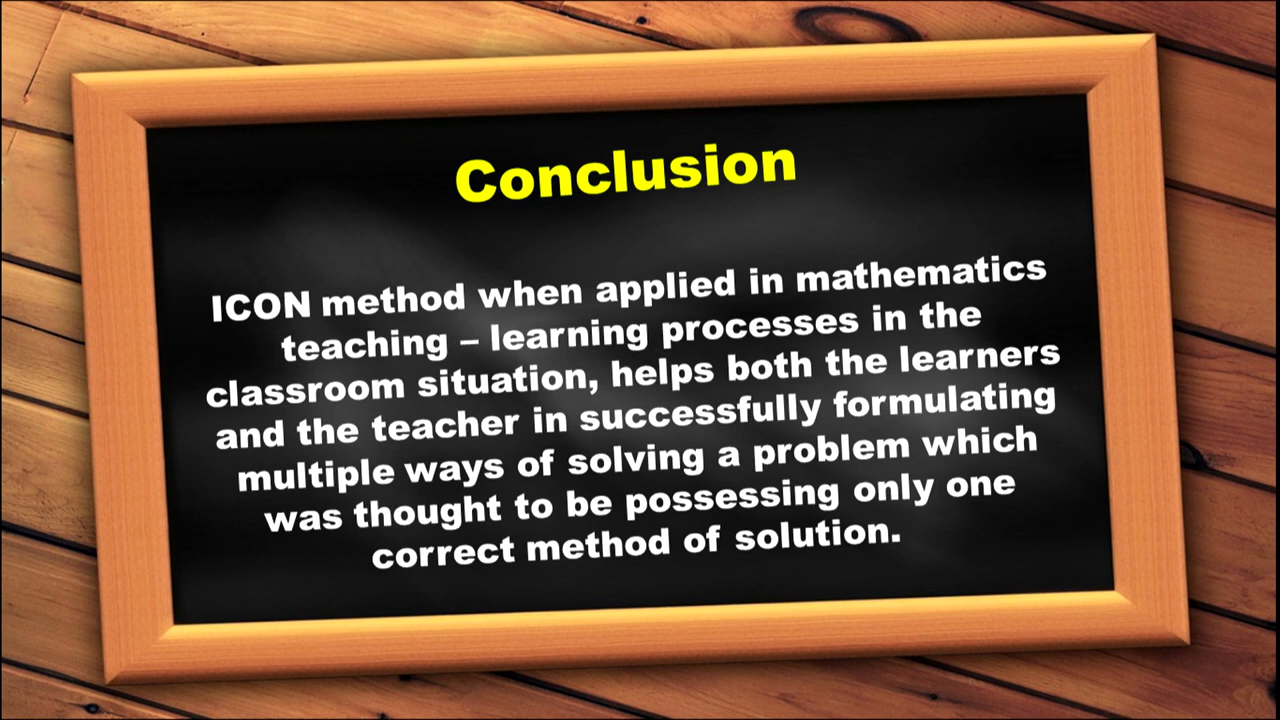 Conclusion
ICON method when applied in mathematics
teaching – learning processes in the
classroom situation, helps both the learners
and the teacher in successfully formulating
multiple ways of solving a problem which
was thought to be possessing only one
correct method of solution.